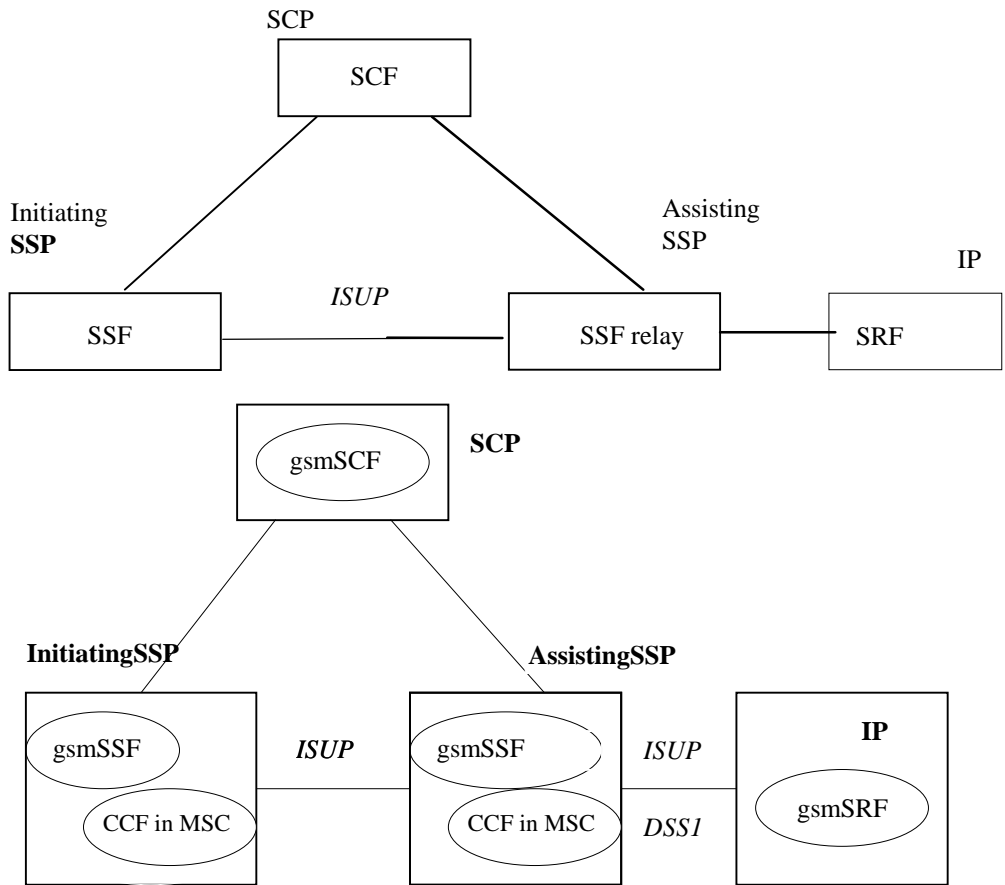 SCP
SCF
Initiating
SSP
Assisting
SSP
IP
ISUP
SSF
SSF relay
SRF
SCP
gsmSCF
InitiatingSSP
AssistingSSP
gsmSSF
ISUP
gsmSSF
ISUP
IP
CCF in MSC
CCF in MSC
DSS1
gsmSRF